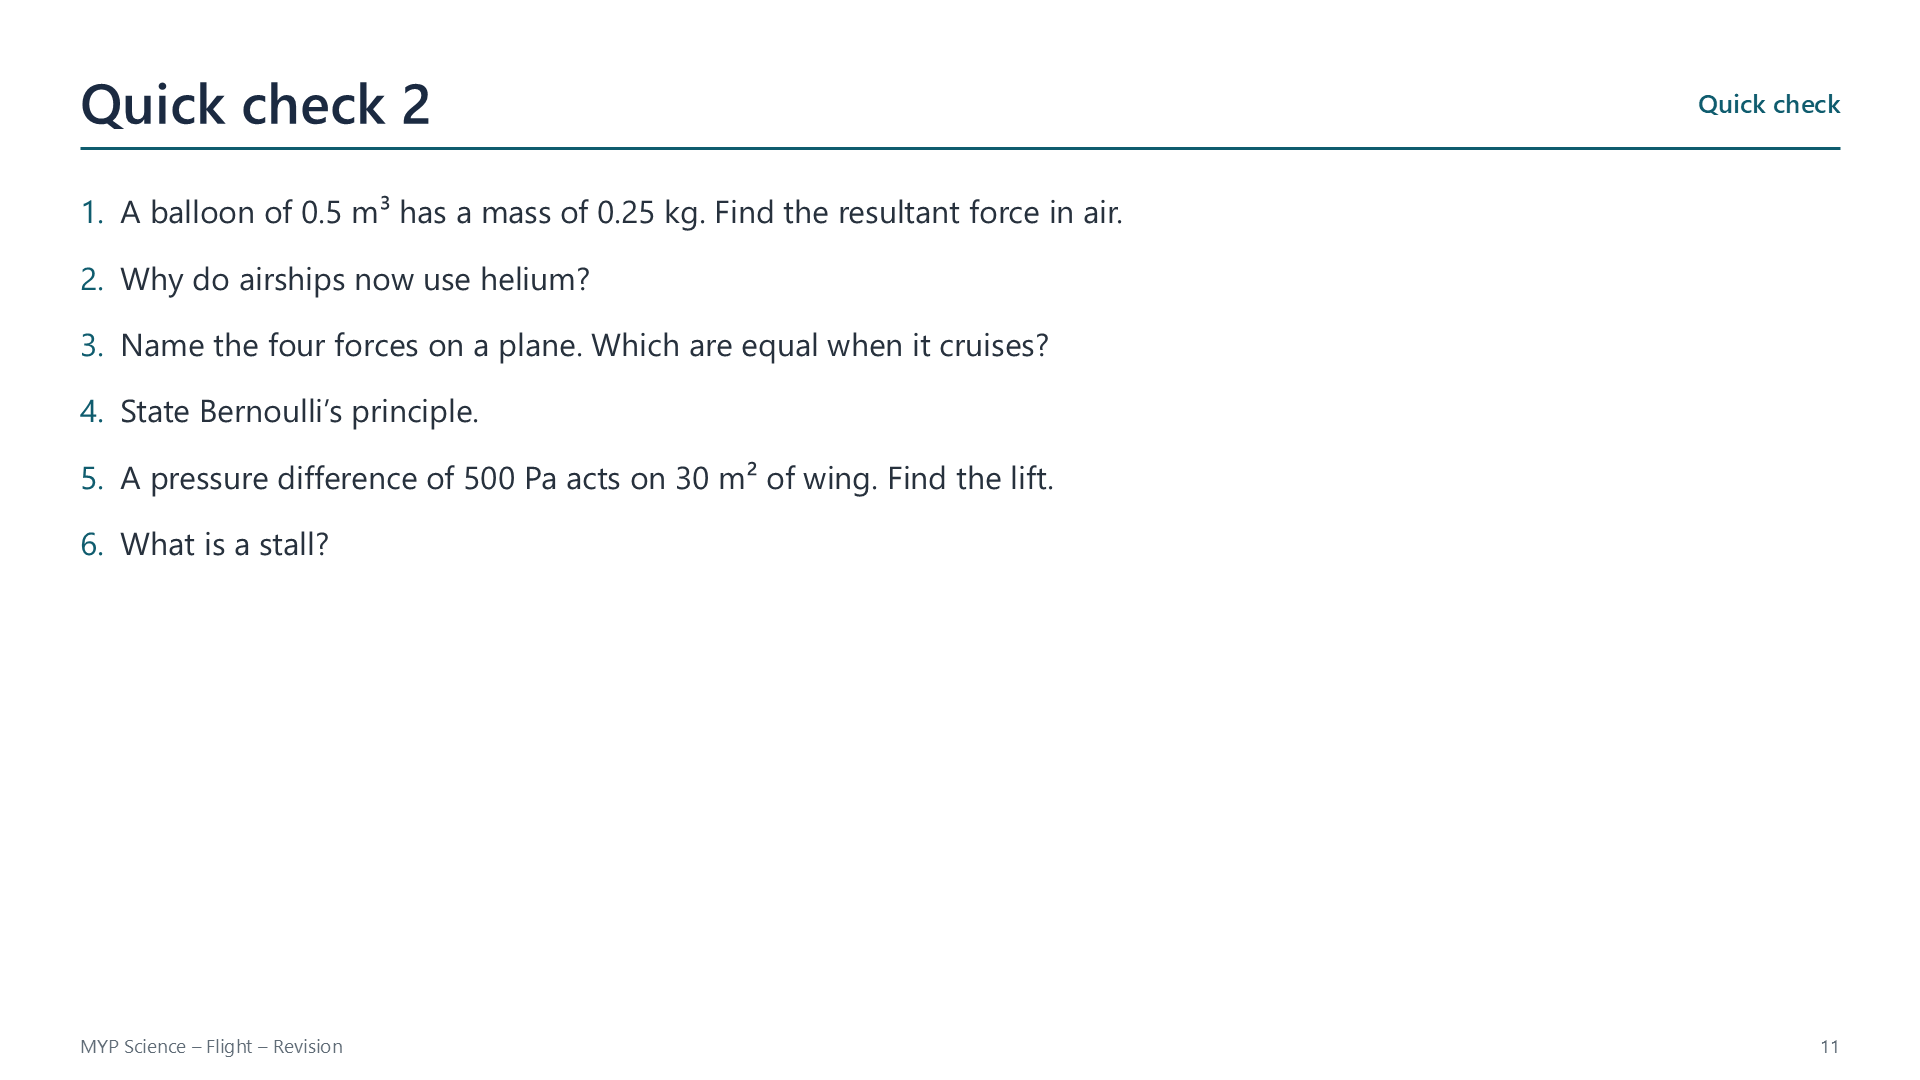 Quick check 2
Quick check
1. A balloon of 0.5 m³ has a mass of 0.25 kg. Find the resultant force in air.
2. Why do airships now use helium?
3. Name the four forces on a plane. Which are equal when it cruises?
4. State Bernoulli’s principle.
5. A pressure difference of 500 Pa acts on 30 m² of wing. Find the lift.
6. What is a stall?
MYP Science – Flight – Revision
11